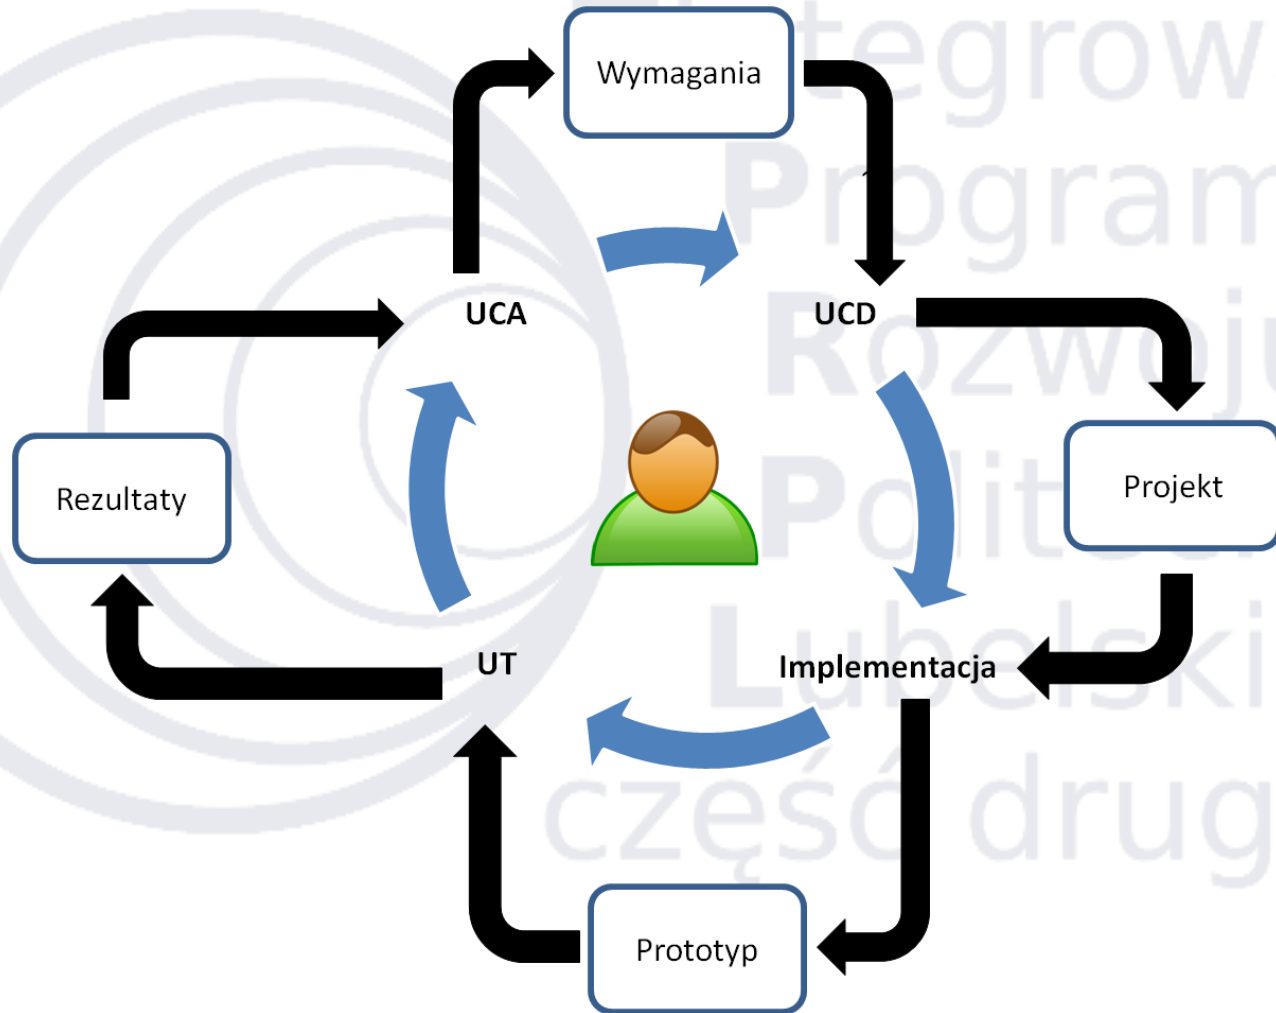 tegrow
Wymagania
Program
UCA
UCD
Rozwoju
Projekt
Rezultaty
Polit
UT
Implementacja
Lubelski
część drug
Prototyp